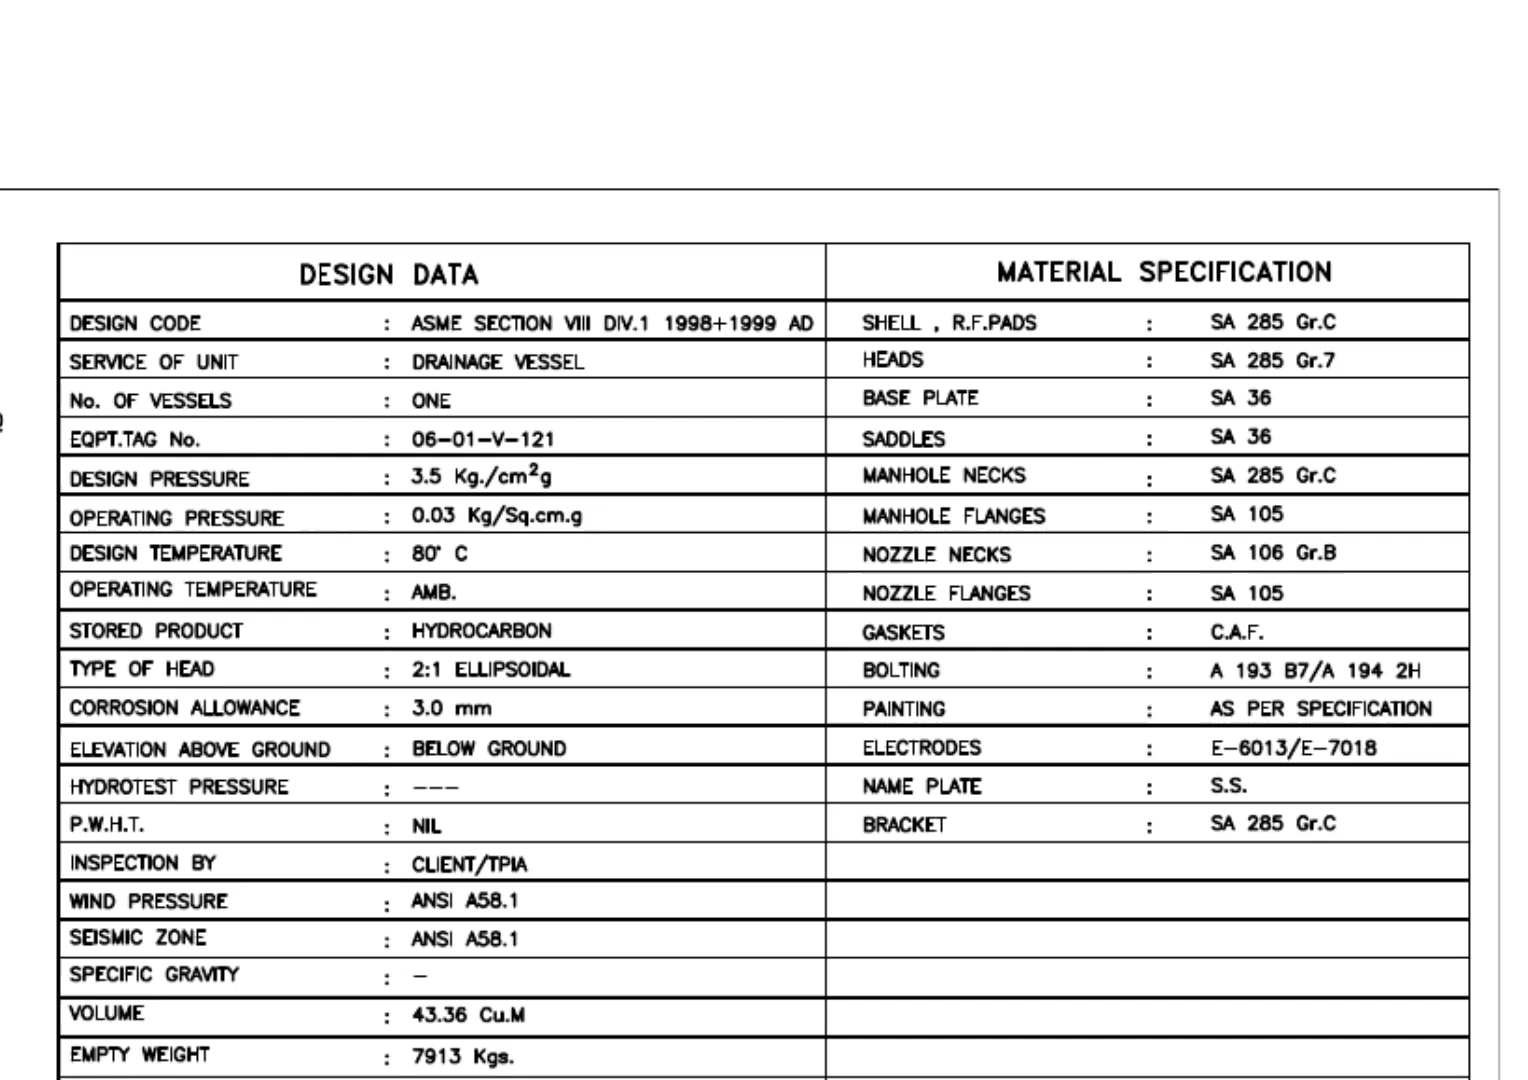 DESIGN DATA MATERIAL SPECIFICATION
DESIGN CODE : ASME SECTION VIII DIV.1 1998+1999 AD SHELL , R.F.PADS : SA 285 Gr.C
SERVICE OF UNIT : DRAINAGE VESSEL HEADS : SA 285 Gr.7
No. OF VESSELS : ONE BASE PLATE : SA 36
EQPT.TAG No. : 06-01-V-121 SADDLES : SA 36
DESIGN PRESSURE : 3.5 Kg./cm²g MANHOLE NECKS : SA 285 Gr.C
OPERATING PRESSURE : 0.03 Kg/Sq.cm.g MANHOLE FLANGES : SA 105
DESIGN TEMPERATURE : 80° C NOZZLE NECKS : SA 106 Gr.B
OPERATING TEMPERATURE : AMB. NOZZLE FLANGES : SA 105
STORED PRODUCT : HYDROCARBON GASKETS : C.A.F.
TYPE OF HEAD : 2:1 ELLIPSOIDAL BOLTING : A 193 B7/A 194 2H
CORROSION ALLOWANCE : 3.0 mm PAINTING : AS PER SPECIFICATION
ELEVATION ABOVE GROUND : BELOW GROUND ELECTRODES : E-6013/E-7018
HYDROTEST PRESSURE : --- NAME PLATE : S.S.
P.W.H.T. : NIL BRACKET : SA 285 Gr.C
INSPECTION BY : CLIENT/TPIA
WIND PRESSURE : ANSI A58.1
SEISMIC ZONE : ANSI A58.1
SPECIFIC GRAVITY : -
VOLUME : 43.36 Cu.M
EMPTY WEIGHT : 7913 Kgs.